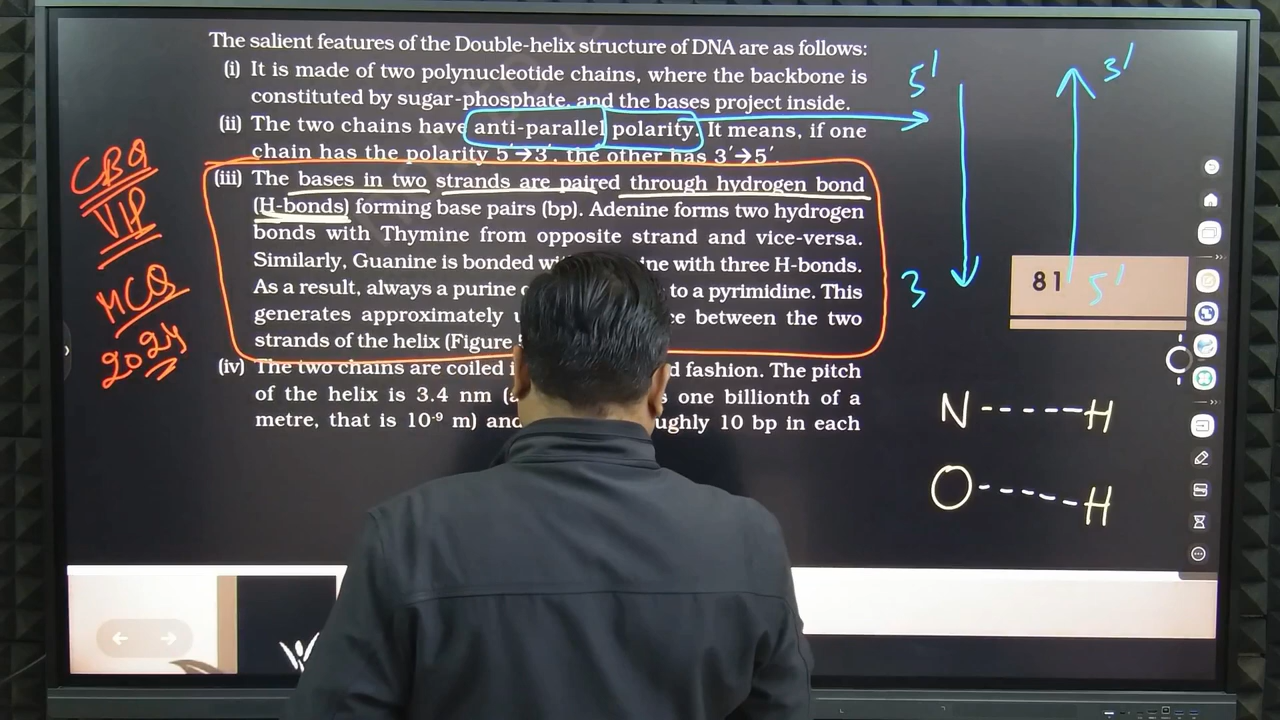 The salient features of the Double-helix structure of DNA are as follows:
(i) It is made of two polynucleotide chains, where the backbone is
constituted by sugar-phosphate, and the bases project inside.
(ii) The two chains have anti-parallel polarity. It means, if one
chain has the polarity 5′→3′, the other has 3′→5′.
(iii) The bases in two strands are paired through hydrogen bond
(H-bonds) forming base pairs (bp). Adenine forms two hydrogen
bonds with Thymine from opposite strand and vice-versa.
Similarly, Guanine is bonded with three H-bonds.
As a result, always a purine to a pyrimidine. This
generates approximately between the two
strands of the helix (Figure
(iv) The two chains are coiled fashion. The pitch
of the helix is 3.4 nm one billionth of a
metre, that is 10⁻⁹ m) and 10 bp in each
CBQ
VIP
MCQ
2024
5' 3'
3 5'
81
N-----H
O-----H